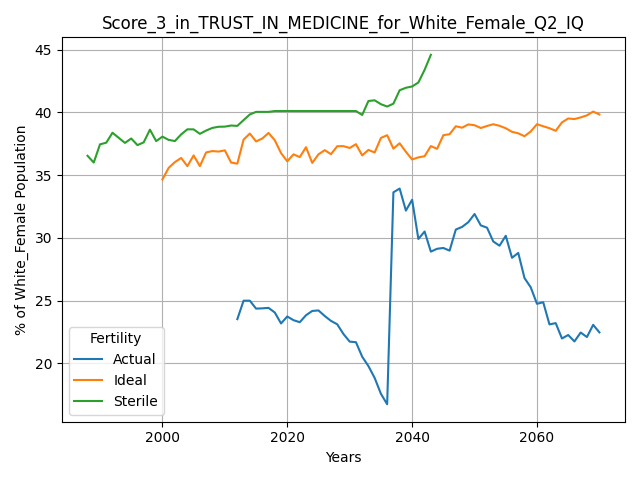 Score_3_in_TRUST_IN_MEDICINE_for_White_Female_Q2_IQ
% of White_Female Population
45
40
35
30
25
20
Fertility
Actual
Ideal
Sterile
2000
2020
2040
2060
Years